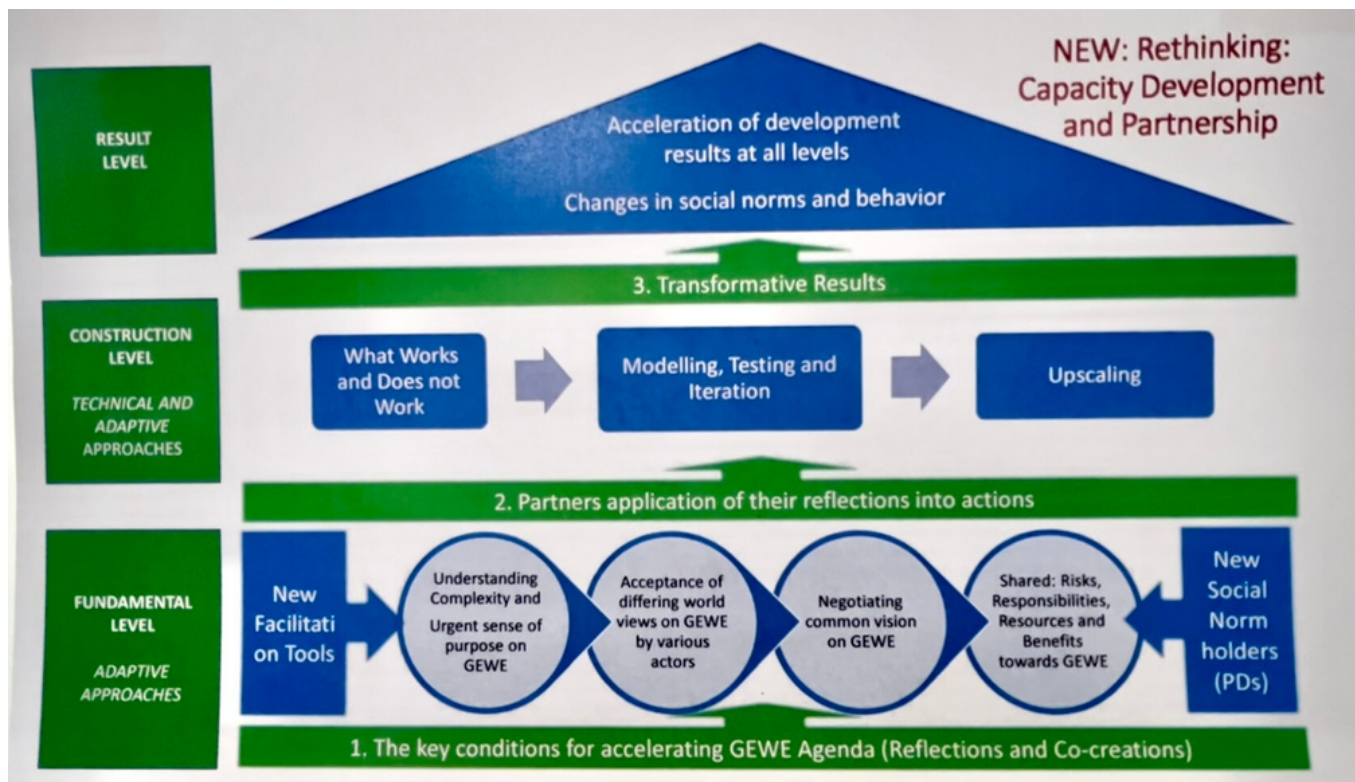 NEW: Rethinking:
Capacity Development
and Partnership
RESULT
LEVEL
Acceleration of development
results at all levels
Changes in social norms and behavior
3. Transformative Results
CONSTRUCTION
LEVEL
TECHNICAL AND
ADAPTIVE
APPROACHES
What Works
and Does not
Work
Modelling, Testing and
Iteration
Upscaling
2. Partners application of their reflections into actions
FUNDAMENTAL
LEVEL
ADAPTIVE
APPROACHES
New
Facilitati
on Tools
Understanding
Complexity and
Urgent sense of
purpose on
GEWE
Acceptance of
differing world
views on GEWE
by various
actors
Negotiating
common vision
on GEWE
Shared: Risks,
Responsibilities,
Resources and
Benefits
towards GEWE
New
Social
Norm
holders
(PDs)
1. The key conditions for accelerating GEWE Agenda (Reflections and Co-creations)